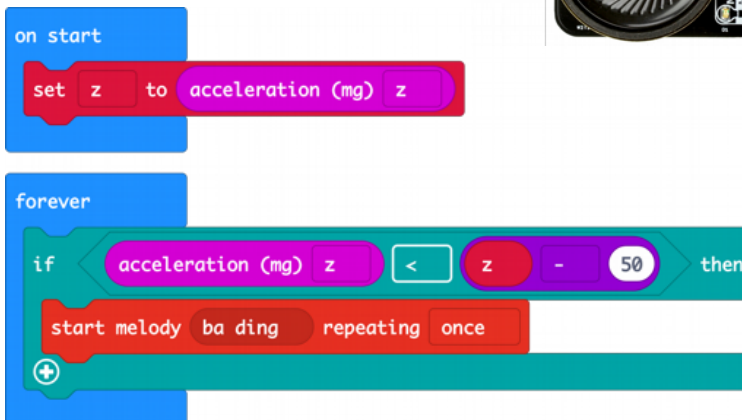 on start
set z to acceleration (mg) z
forever
if acceleration (mg) z < z - 50 then
start melody ba ding repeating once